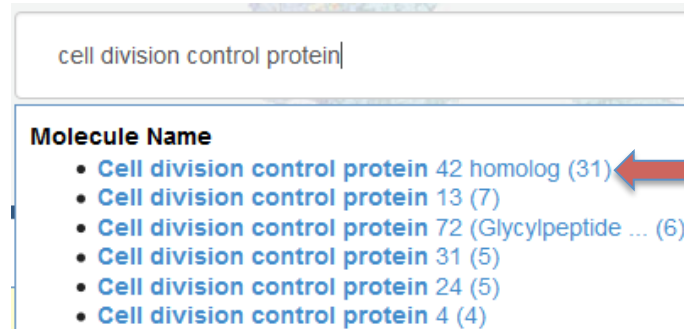 cell division control protein
Molecule Name
• Cell division control protein 42 homolog (31)
• Cell division control protein 13 (7)
• Cell division control protein 72 (Glycylpeptide ... (6)
• Cell division control protein 31 (5)
• Cell division control protein 24 (5)
• Cell division control protein 4 (4)